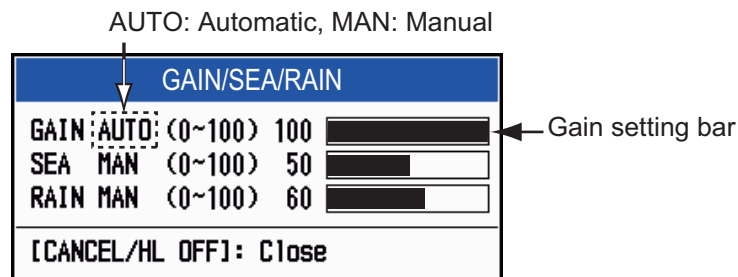 AUTO: Automatic, MAN: Manual
GAIN/SEA/RAIN
GAIN AUTO (0~100) 100
Gain setting bar
SEA MAN (0~100) 50
RAIN MAN (0~100) 60
[CANCEL/HL OFF]: Close